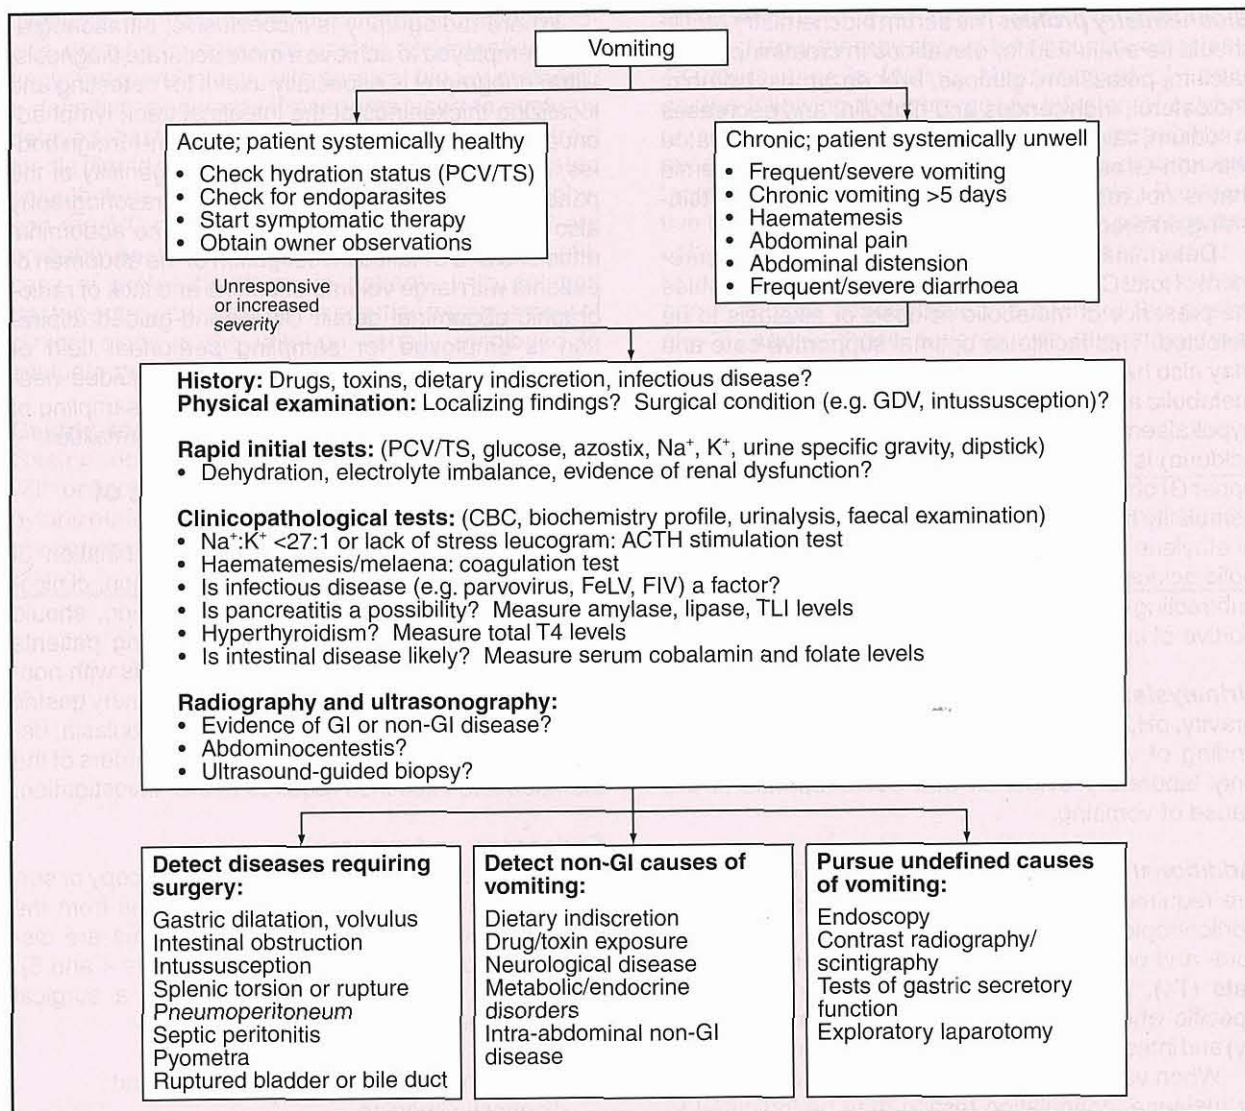 Vomiting
Acute; patient systemically healthy
• Check hydration status (PCV/TS)
• Check for endoparasites
• Start symptomatic therapy
• Obtain owner observations
Chronic; patient systemically unwell
• Frequent/severe vomiting
• Chronic vomiting >5 days
• Haematemesis
• Abdominal pain
• Abdominal distension
• Frequent/severe diarrhoea
Unresponsive
or increased
severity
History: Drugs, toxins, dietary indiscretion, infectious disease?
Physical examination: Localizing findings? Surgical condition (e.g. GDV, intussusception)?
Rapid initial tests: (PCV/TS, glucose, azostix, Na⁺, K⁺, urine specific gravity, dipstick)
• Dehydration, electrolyte imbalance, evidence of renal dysfunction?
Clinicopathological tests: (CBC, biochemistry profile, urinalysis, faecal examination)
• Na⁺:K⁺ <27:1 or lack of stress leucogram: ACTH stimulation test
• Haematemesis/melaena: coagulation test
• Is infectious disease (e.g. parvovirus, FeLV, FIV) a factor?
• Is pancreatitis a possibility? Measure amylase, lipase, TLI levels
• Hyperthyroidism? Measure total T4 levels
• Is intestinal disease likely? Measure serum cobalamin and folate levels
Radiography and ultrasonography:
• Evidence of GI or non-GI disease?
• Abdominocentestis?
• Ultrasound-guided biopsy?
Detect diseases requiring
surgery:
Gastric dilatation, volvulus
Intestinal obstruction
Intussusception
Splenic torsion or rupture
Pneumoperitoneum
Septic peritonitis
Pyometra
Ruptured bladder or bile duct
Detect non-GI causes of
vomiting:
Dietary indiscretion
Drug/toxin exposure
Neurological disease
Metabolic/endocrine
disorders
Intra-abdominal non-GI
disease
Pursue undefined causes
of vomiting:
Endoscopy
Contrast radiography/
scintigraphy
Tests of gastric secretory
function
Exploratory laparotomy